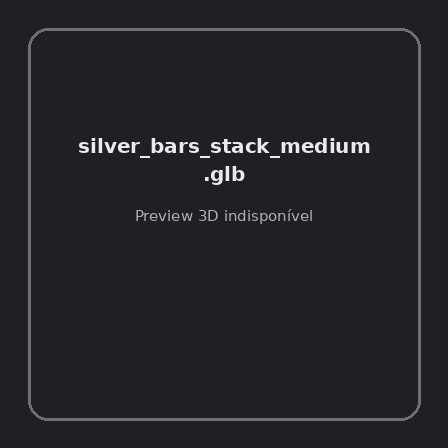 silver_bars_stack_medium
.glb
Preview 3D indisponível